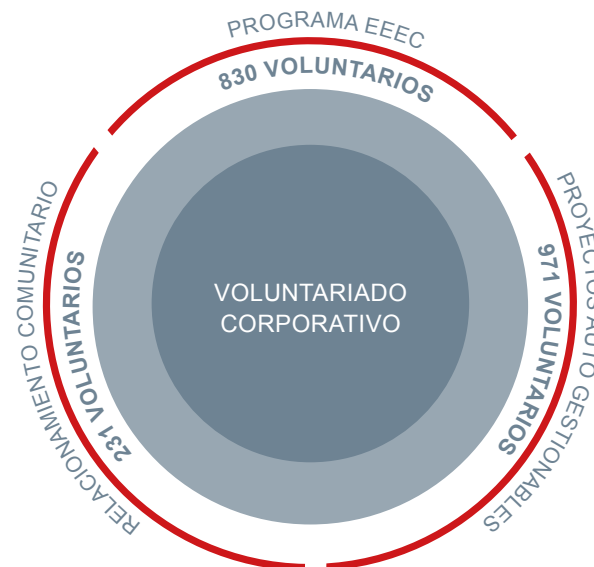 PROGRAMA EEEC
830 VOLUNTARIOS
PROYECTOS AUTO GESTIONABLES
971 VOLUNTARIOS
RELACIONAMIENTO COMUNITARIO
231 VOLUNTARIOS
VOLUNTARIADO
CORPORATIVO